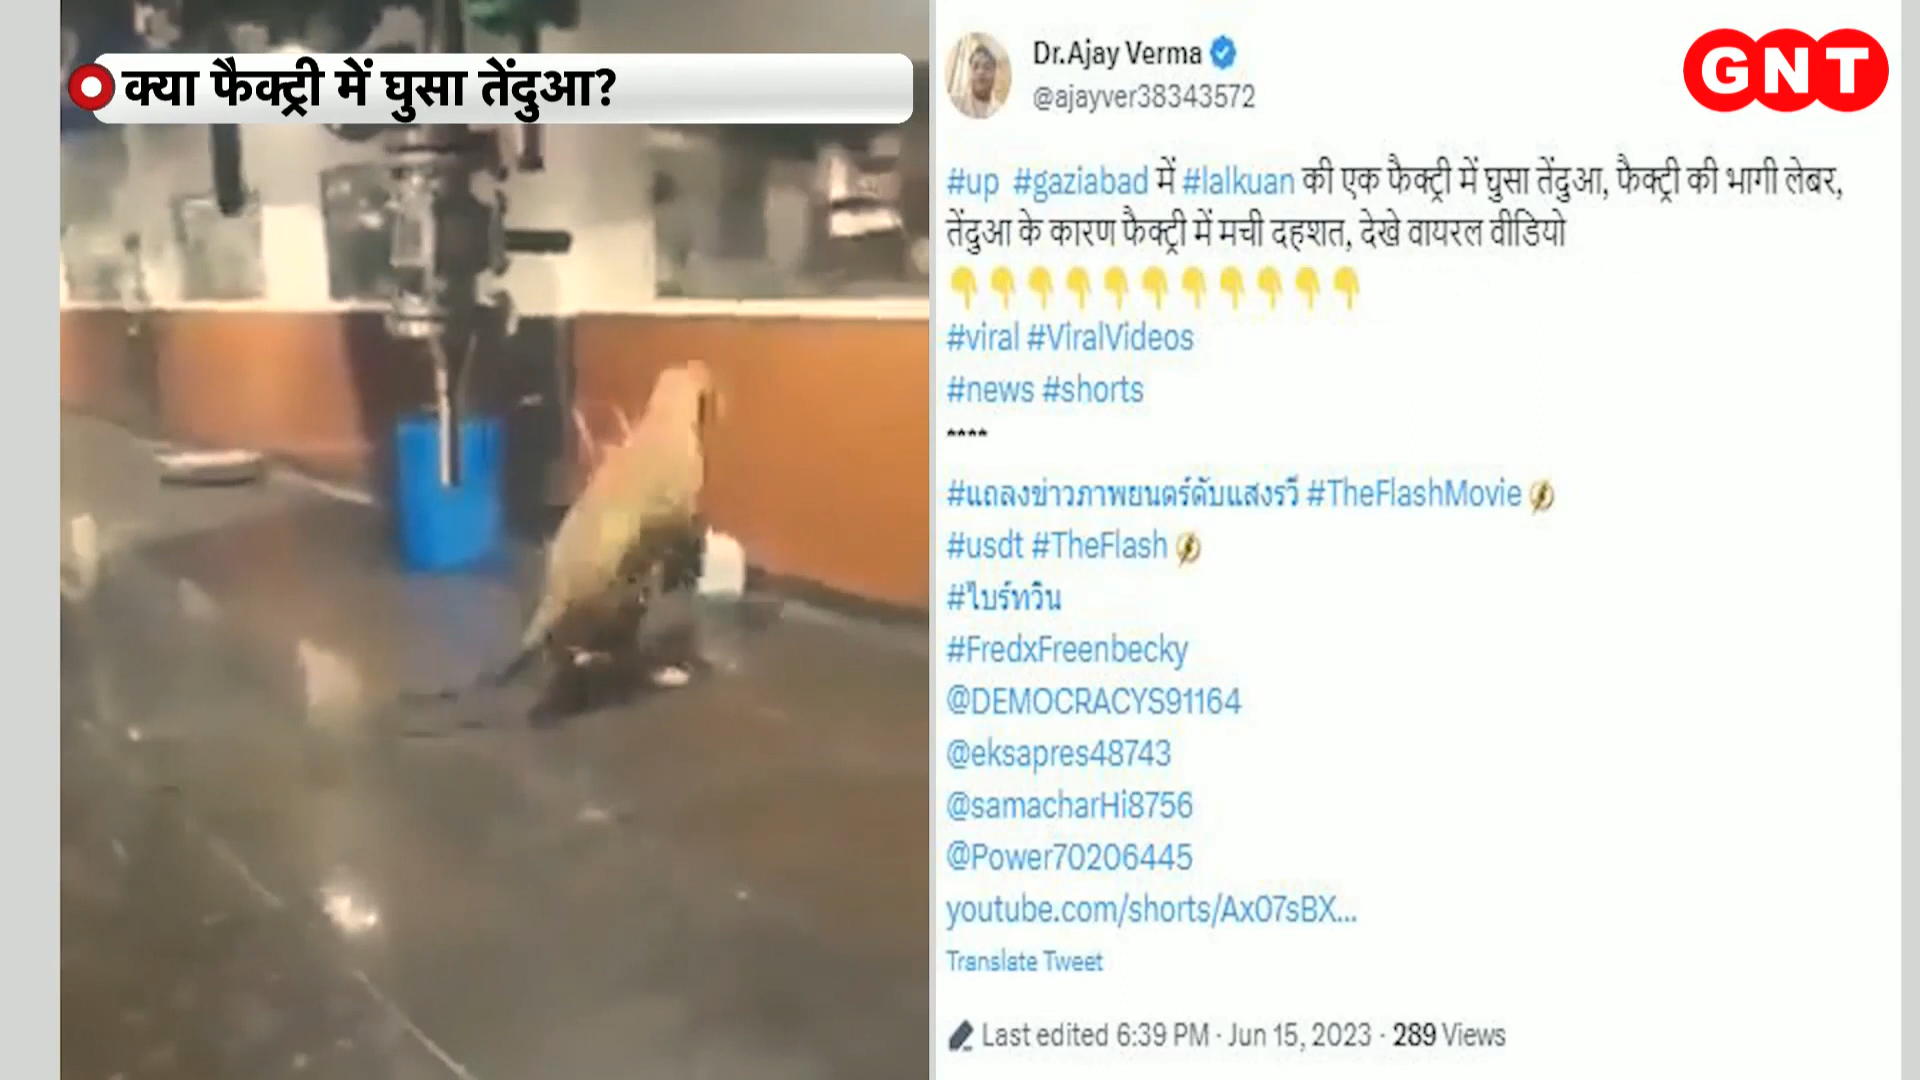 क्या फैक्ट्री में घुसा तेंदुआ?
GNT
Dr.Ajay Verma
@ajayver38343572
#up #gaziabad में #lalkuan की एक फैक्ट्री में घुसा तेंदुआ, फैक्ट्री की भागी लेबर,
तेंदुआ के कारण फैक्ट्री में मची दहशत, देखे वायरल वीडियो
👇👇👇👇👇👇👇👇👇👇👇
#viral #ViralVideos
#news #shorts
****
#แถลงข่าวภาพยนตร์ดับแสงรวี #TheFlashMovie
#usdt #TheFlash
#ไบร์ทวิน
#FredxFreenbecky
@DEMOCRACYS91164
@eksapres48743
@samacharHi8756
@Power70206445
youtube.com/shorts/AxO7sBX...
Translate Tweet
Last edited 6:39 PM · Jun 15, 2023 · 289 Views